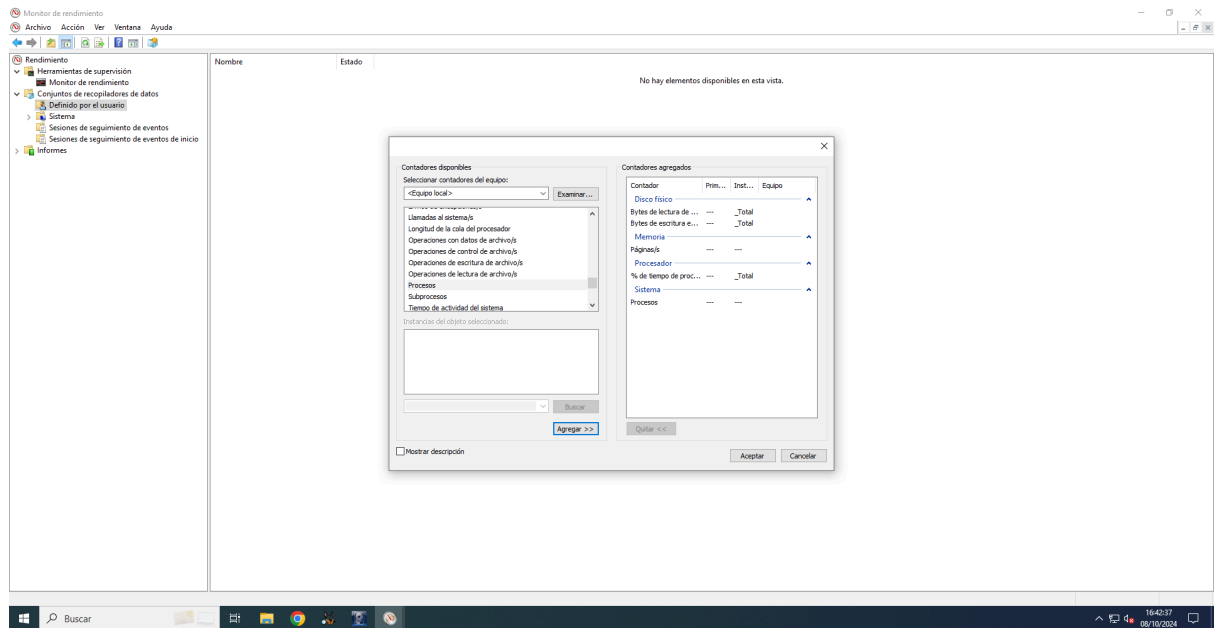 Monitor de rendimiento
Archivo Acción Ver Ventana Ayuda
Rendimiento
Herramientas de supervisión
Monitor de rendimiento
Conjuntos de recopiladores de datos
Definido por el usuario
Sistema
Sesiones de seguimiento de eventos
Sesiones de seguimiento de eventos de inicio
Informes
Nombre Estado
No hay elementos disponibles en esta vista.
Contadores disponibles
Seleccionar contadores del equipo:
<Equipo local> Examinar...
Llamadas al sistema/s
Longitud de la cola del procesador
Operaciones con datos de archivo/s
Operaciones de control de archivo/s
Operaciones de escritura de archivo/s
Operaciones de lectura de archivo/s
Procesos
Subprocesos
Tiempo de actividad del sistema
Instancias del objeto seleccionado:
Buscar
Agregar >>
Mostrar descripción
Contadores agregados
Contador Prim... Inst... Equipo
Disco físico
Bytes de lectura de ... --- _Total
Bytes de escritura e... --- _Total
Memoria
Páginas/s --- ---
Procesador
% de tiempo de proc... --- _Total
Sistema
Procesos --- ---
Quitar <<
Aceptar Cancelar
Buscar
16:42:37
08/10/2024